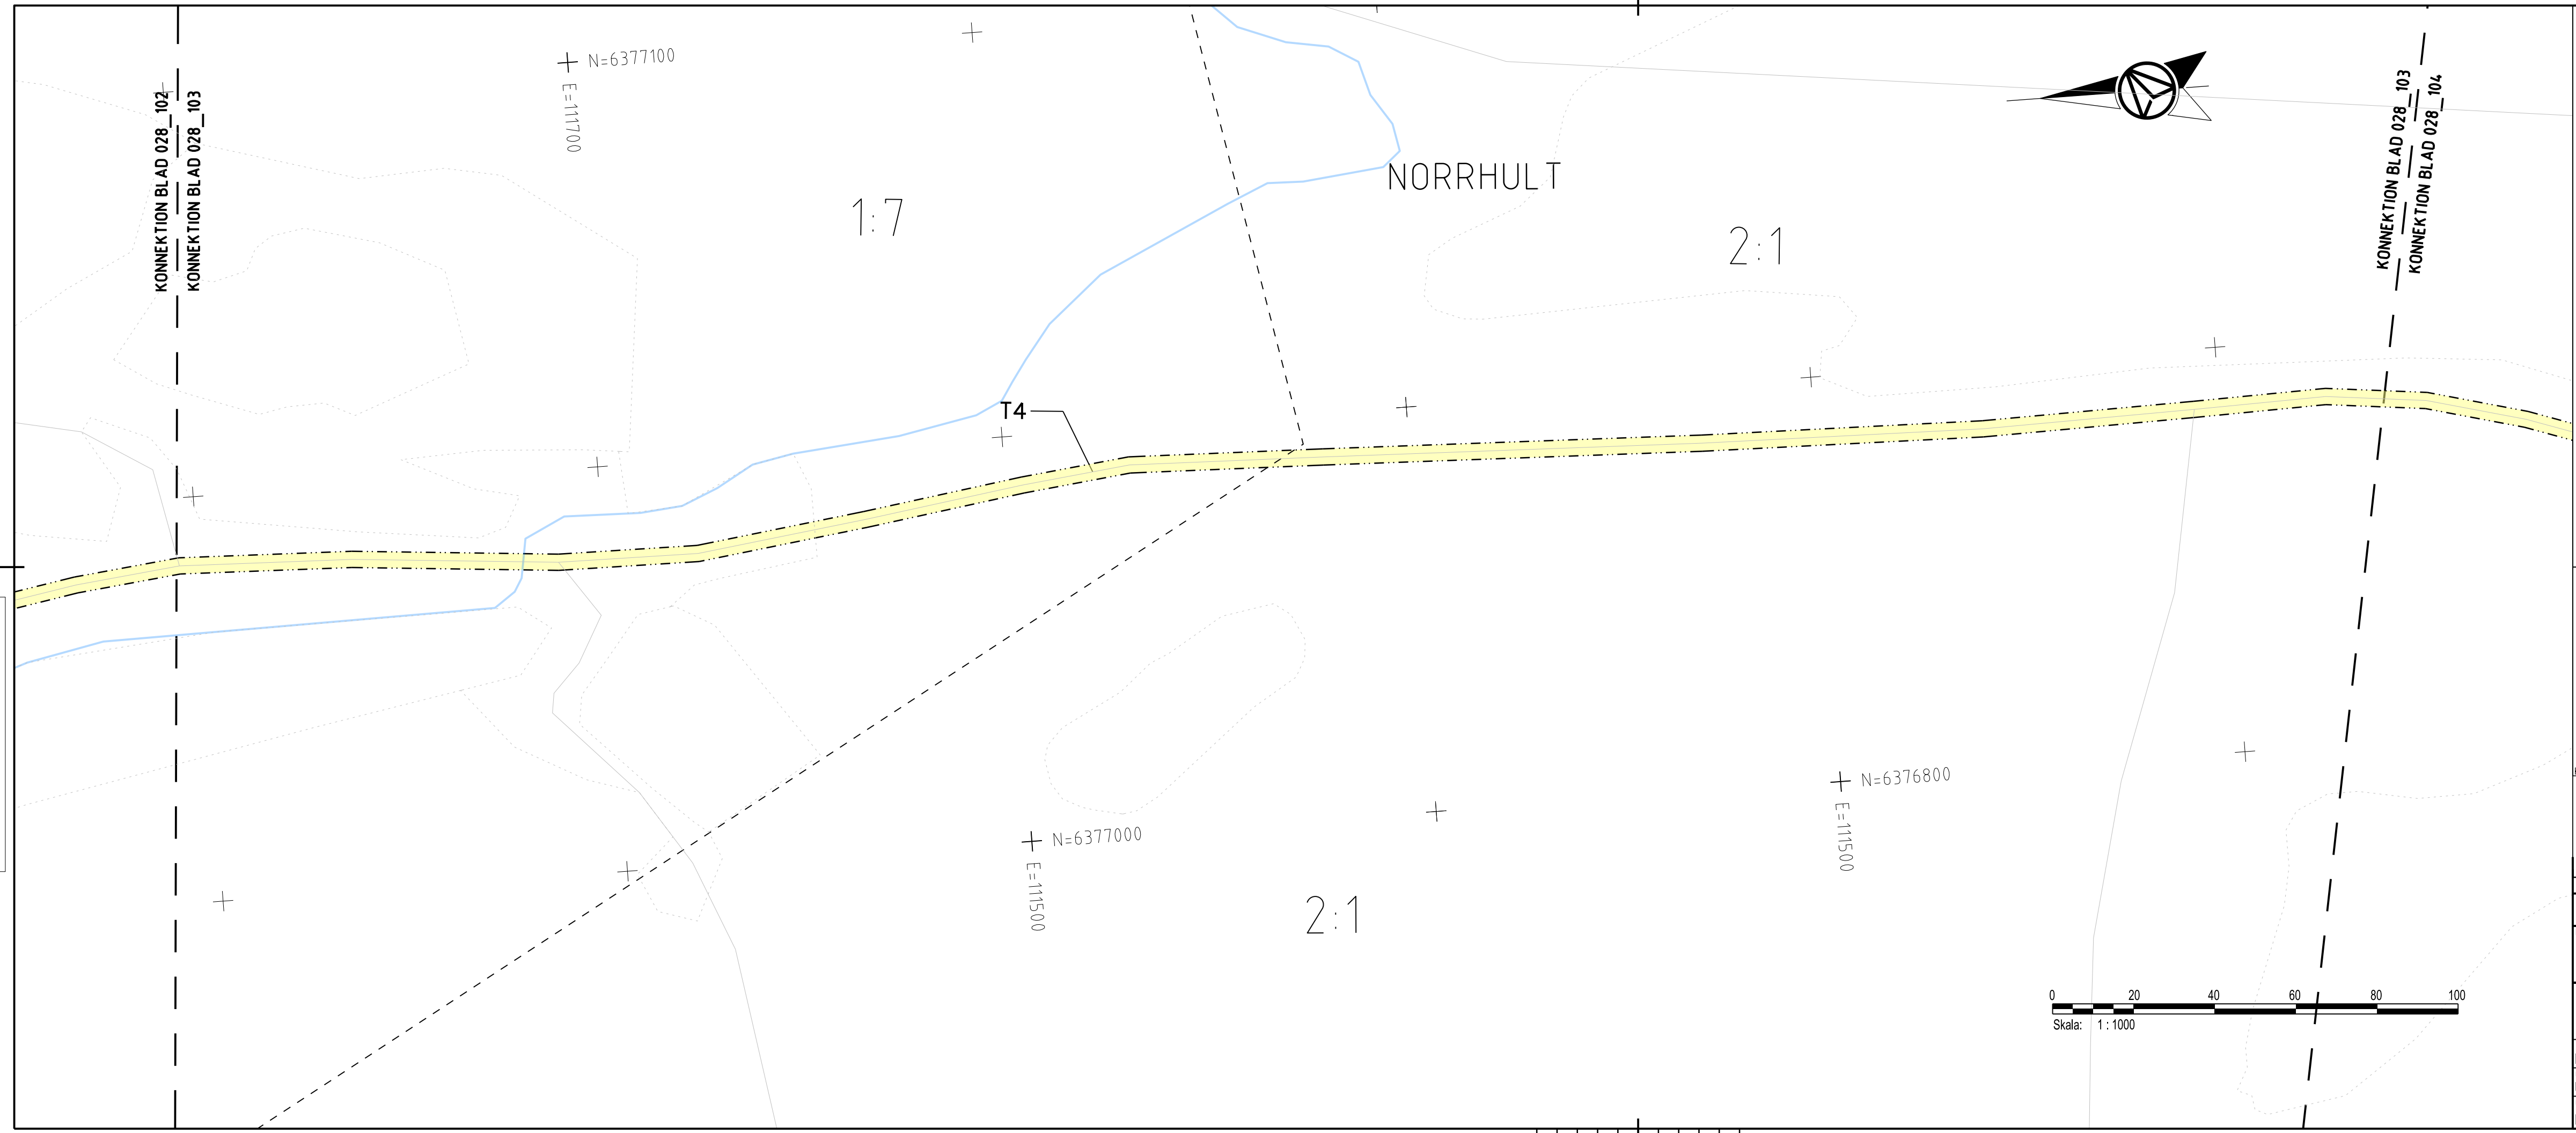 KONNEKTION BLAD 028_102
KONNEKTION BLAD 028_103
N=6377100
E=111700
1:7
NORRHULT
2:1
KONNEKTION BLAD 028_103
KONNEKTION BLAD 028_104
T4
N=6377000
E=111500
2:1
N=6376800
E=111500
0 20 40 60 80 100
Skala: 1 : 1000